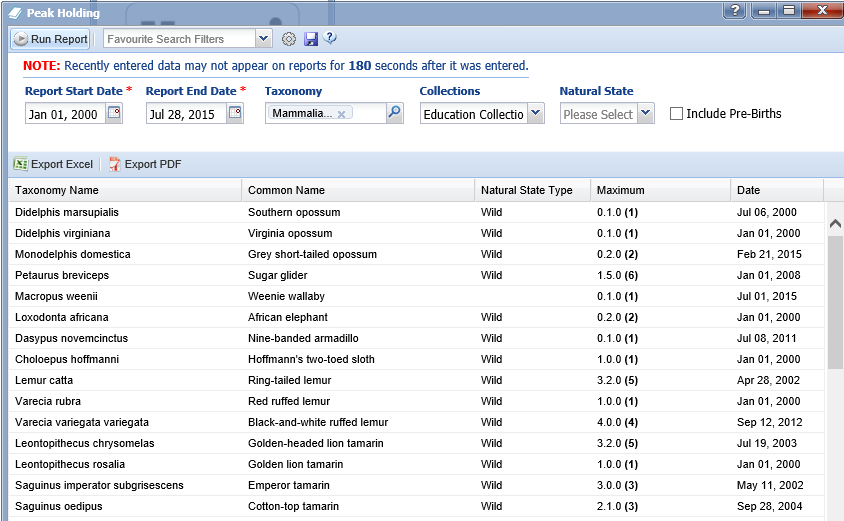 Peak Holding
Run Report Favourite Search Filters
NOTE: Recently entered data may not appear on reports for 180 seconds after it was entered.
Report Start Date * Report End Date * Taxonomy Collections Natural State
Jan 01, 2000 Jul 28, 2015 Mammalia... x Education Collectio Please Select Include Pre-Births
Export Excel Export PDF
Taxonomy Name Common Name Natural State Type Maximum Date
Didelphis marsupialis Southern opossum Wild 0.1.0 (1) Jul 06, 2000
Didelphis virginiana Virginia opossum Wild 0.1.0 (1) Jan 01, 2000
Monodelphis domestica Grey short-tailed opossum Wild 0.2.0 (2) Feb 21, 2015
Petaurus breviceps Sugar glider Wild 1.5.0 (6) Jan 01, 2008
Macropus weenii Weenie wallaby 0.1.0 (1) Jul 01, 2015
Loxodonta africana African elephant Wild 0.2.0 (2) Jan 01, 2000
Dasypus novemcinctus Nine-banded armadillo Wild 0.1.0 (1) Jul 08, 2011
Choloepus hoffmanni Hoffmann's two-toed sloth Wild 1.0.0 (1) Jan 01, 2000
Lemur catta Ring-tailed lemur Wild 3.2.0 (5) Apr 28, 2002
Varecia rubra Red ruffed lemur Wild 1.0.0 (1) Jan 01, 2000
Varecia variegata variegata Black-and-white ruffed lemur Wild 4.0.0 (4) Sep 12, 2012
Leontopithecus chrysomelas Golden-headed lion tamarin Wild 3.2.0 (5) Jul 19, 2003
Leontopithecus rosalia Golden lion tamarin Wild 1.0.0 (1) Jan 01, 2000
Saguinus imperator subgrisescens Emperor tamarin Wild 3.0.0 (3) May 11, 2002
Saguinus oedipus Cotton-top tamarin Wild 2.1.0 (3) Sep 28, 2004